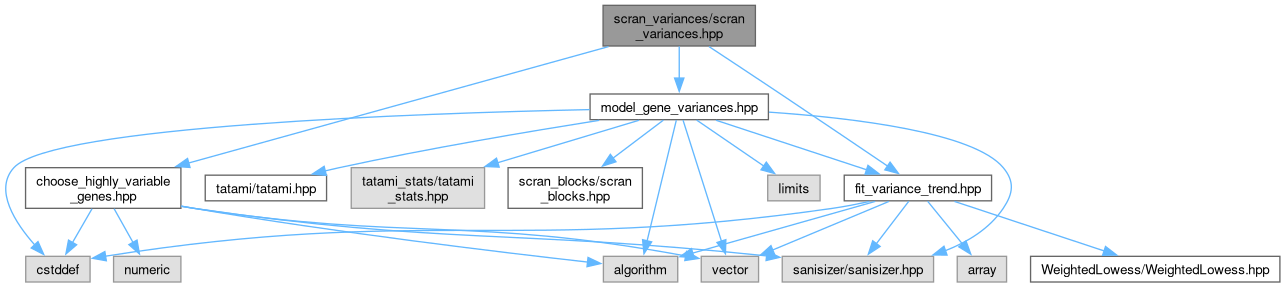 scran_variances/scran
_variances.hpp
model_gene_variances.hpp
choose_highly_variable
_genes.hpp
tatami/tatami.hpp
tatami_stats/tatami
_stats.hpp
scran_blocks/scran
_blocks.hpp
limits
fit_variance_trend.hpp
cstddef
numeric
algorithm
vector
sanisizer/sanisizer.hpp
array
WeightedLowess/WeightedLowess.hpp